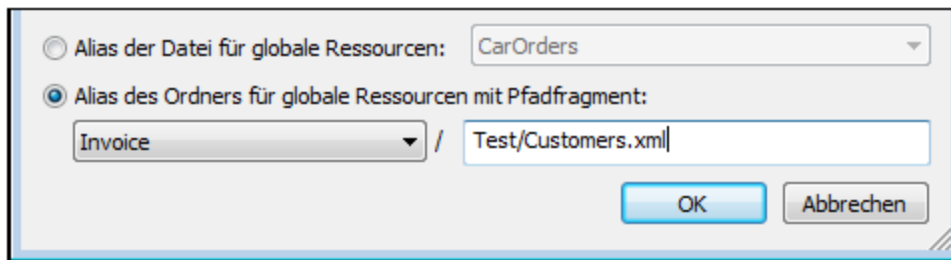 Alias der Datei für globale Ressourcen: CarOrders
Alias des Ordners für globale Ressourcen mit Pfadfragment:
Invoice / Test/Customers.xml
OK Abbrechen